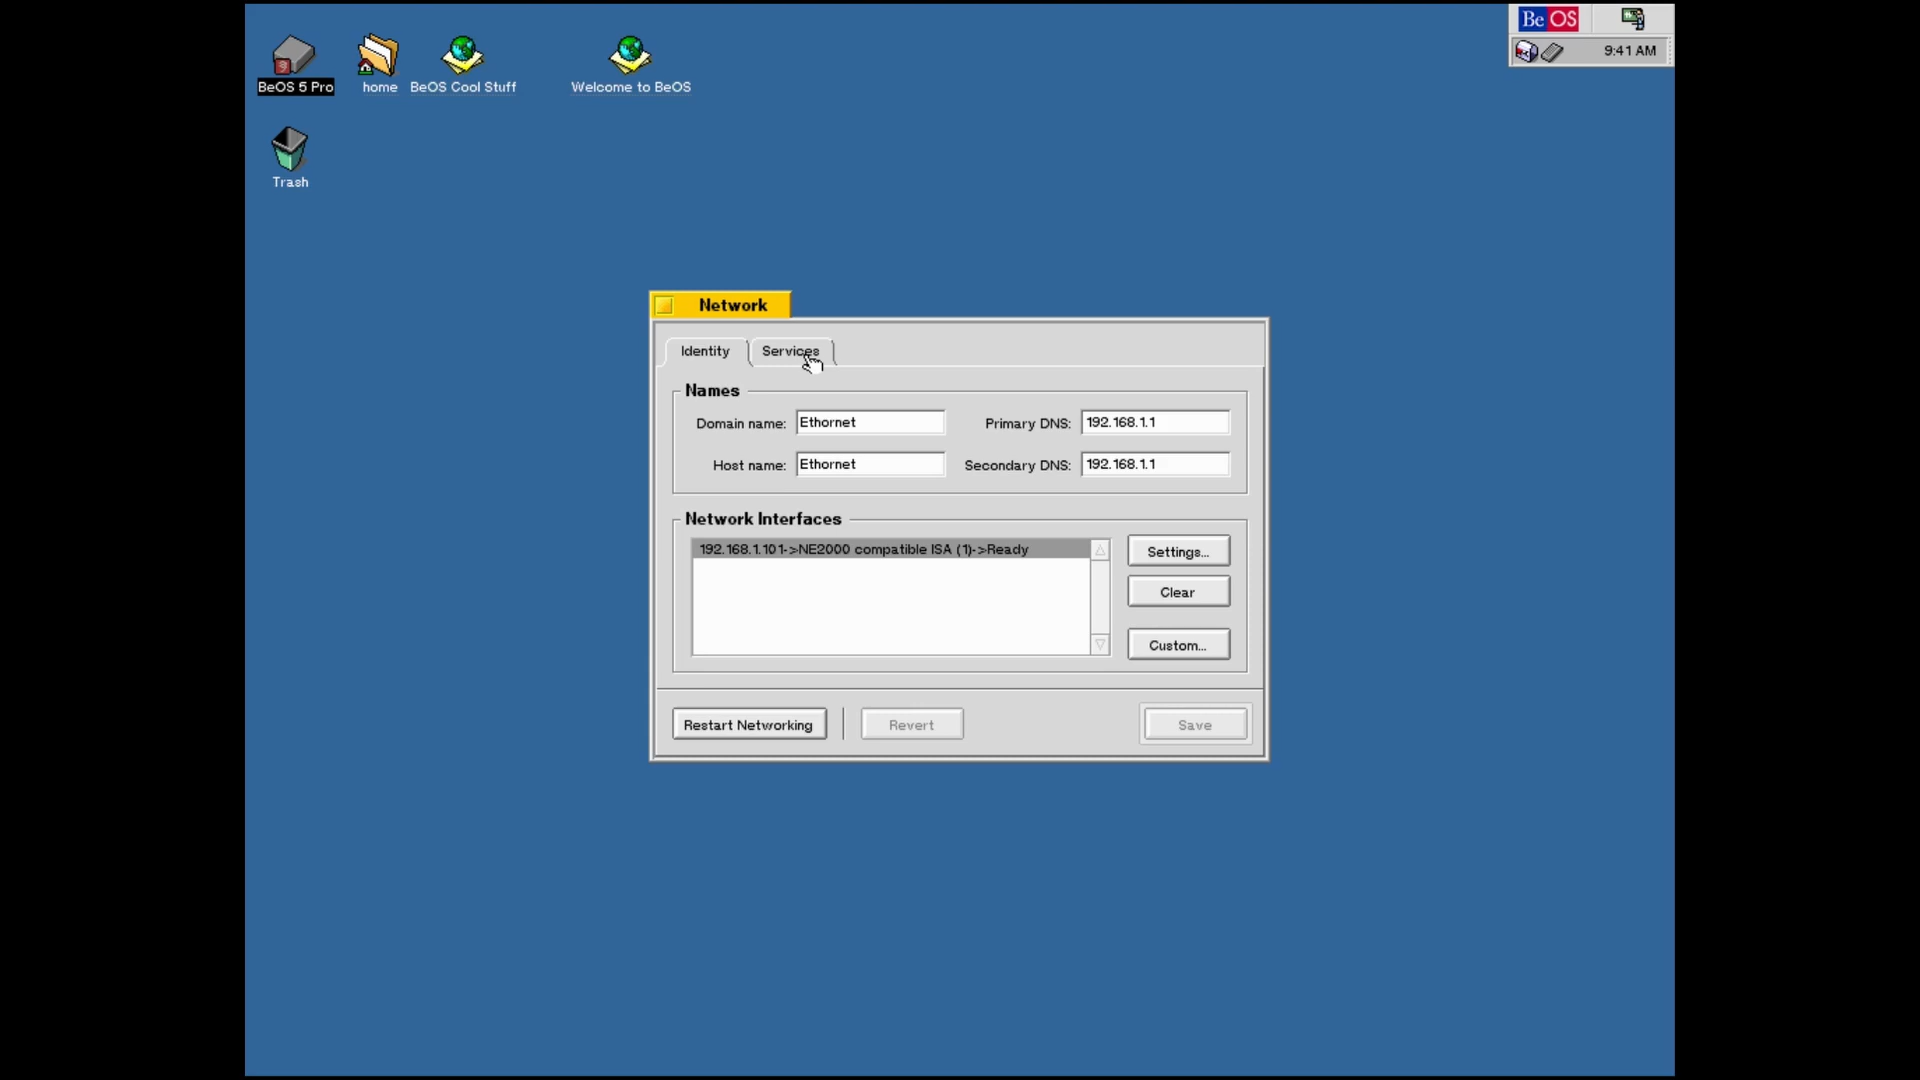 Be OS
9:41 AM
BeOS 5 Pro
home
BeOS Cool Stuff
Welcome to BeOS
Trash
Network
Identity
Services
Names
Domain name: Ethornet
Primary DNS: 192.168.1.1
Host name: Ethornet
Secondary DNS: 192.168.1.1
Network Interfaces
192.168.1.101->NE2000 compatible ISA (1)->Ready
Settings...
Clear
Custom...
Restart Networking
Revert
Save